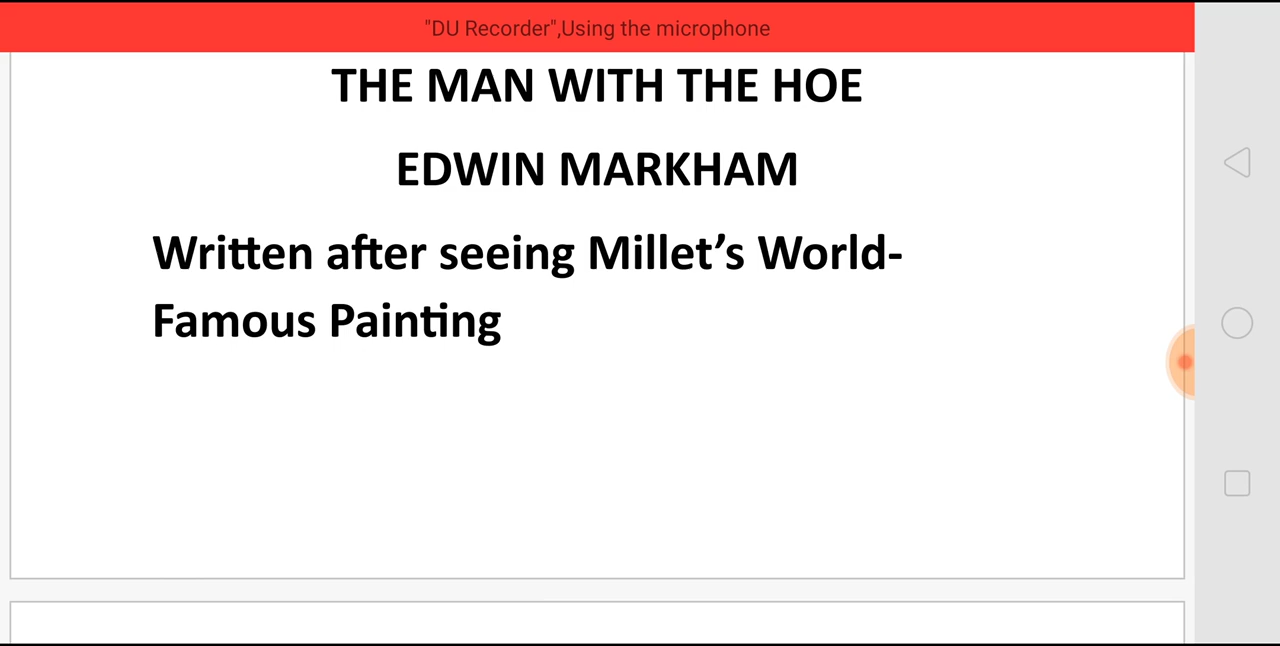 "DU Recorder",Using the microphone
THE MAN WITH THE HOE
EDWIN MARKHAM
Written after seeing Millet’s World-
Famous Painting